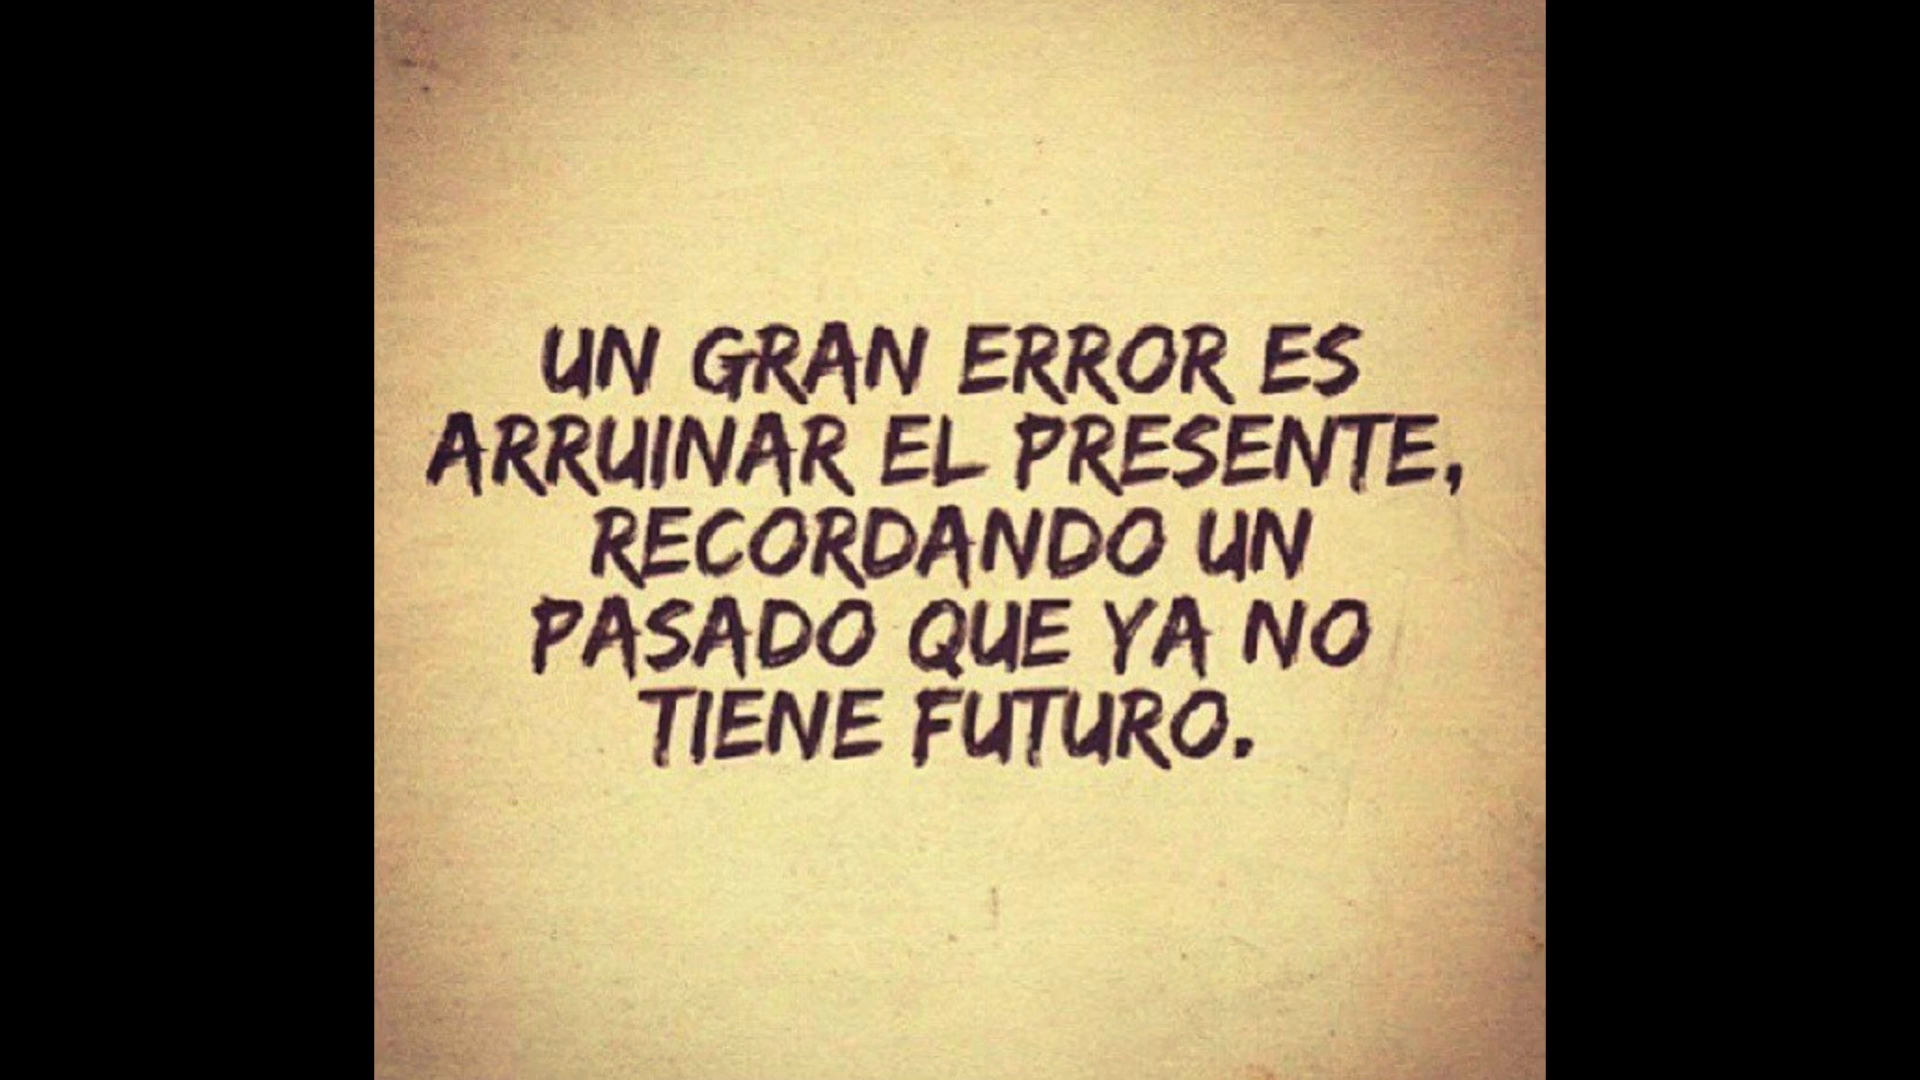 UN GRAN ERROR ES
ARRUINAR EL PRESENTE,
RECORDANDO UN
PASADO QUE YA NO
TIENE FUTURO.